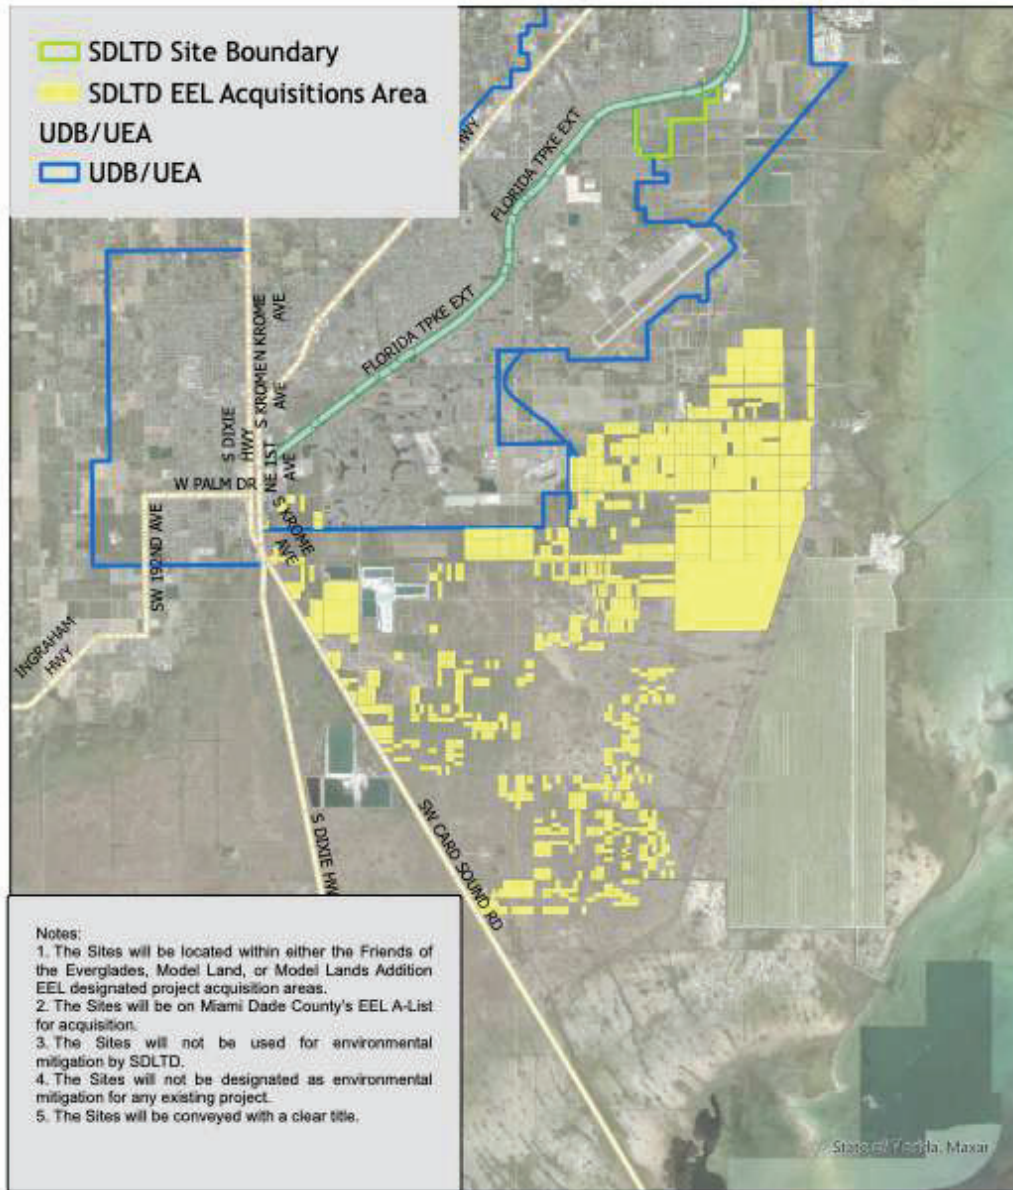 SDLTD Site Boundary
SDLTD EEL Acquisitions Area
UDB/UEA
UDB/UEA
HWY
FLORIDA TPKE EXT
FLORIDA TPKE EXT
S KROMEN KROME
AVE
S DIXIE
HWY
AVE
NE 1ST
AVE
W PALM DR
S KROME
AVE
SW 192ND AVE
INGRAHAM
HWY
S DIXIE HW
SW CARD SOUND RD
Notes:
1. The Sites will be located within either the Friends of
the Everglades, Model Land, or Model Lands Addition
EEL designated project acquisition areas.
2. The Sites will be on Miami Dade County's EEL A-List
for acquisition.
3. The Sites will not be used for environmental
mitigation by SDLTD.
4. The Sites will not be designated as environmental
mitigation for any existing project.
5. The Sites will be conveyed with a clear title.
State of Florida, Maxar